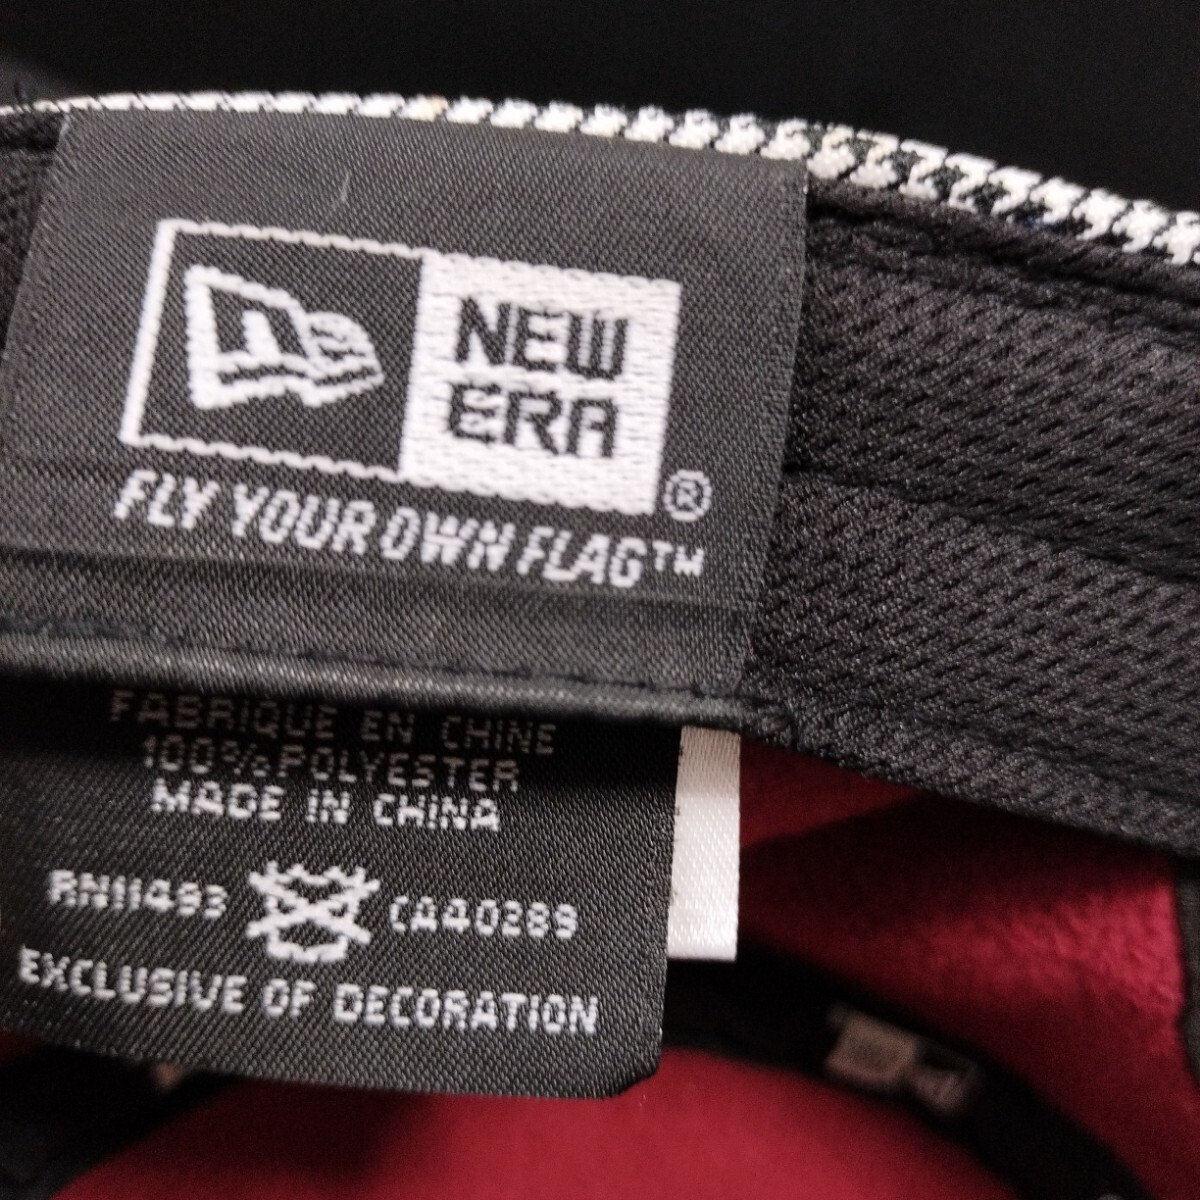 NEW
ERA
®
FLY YOUR OWN FLAG™
FABRIQUE EN CHINE
100% POLYESTER
MADE IN CHINA
RN11493 CA40289
EXCLUSIVE OF DECORATION